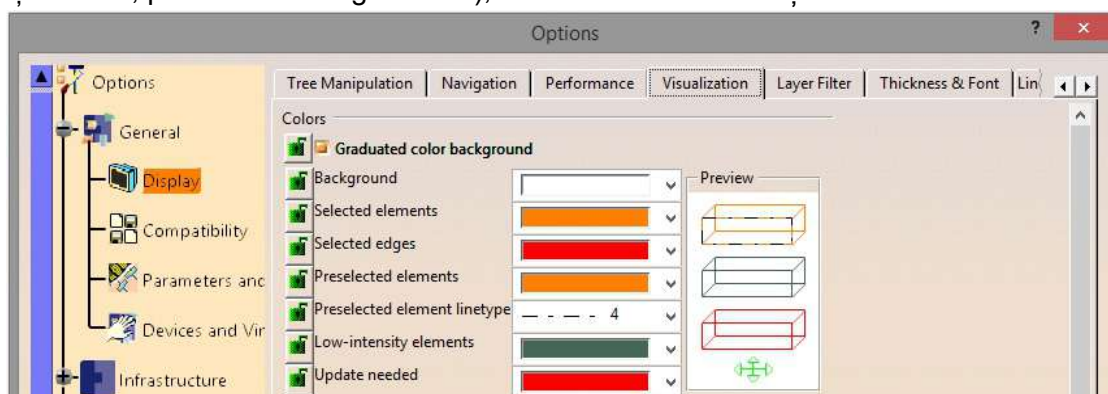 Options
?
×
Options
General
Display
Compatibility
Parameters and
Devices and Vir
Infrastructure
Tree Manipulation Navigation Performance Visualization Layer Filter Thickness & Font Lin
Colors
Graduated color background
Background
Selected elements
Selected edges
Preselected elements
Preselected element linetype 4
Low-intensity elements
Update needed
Preview